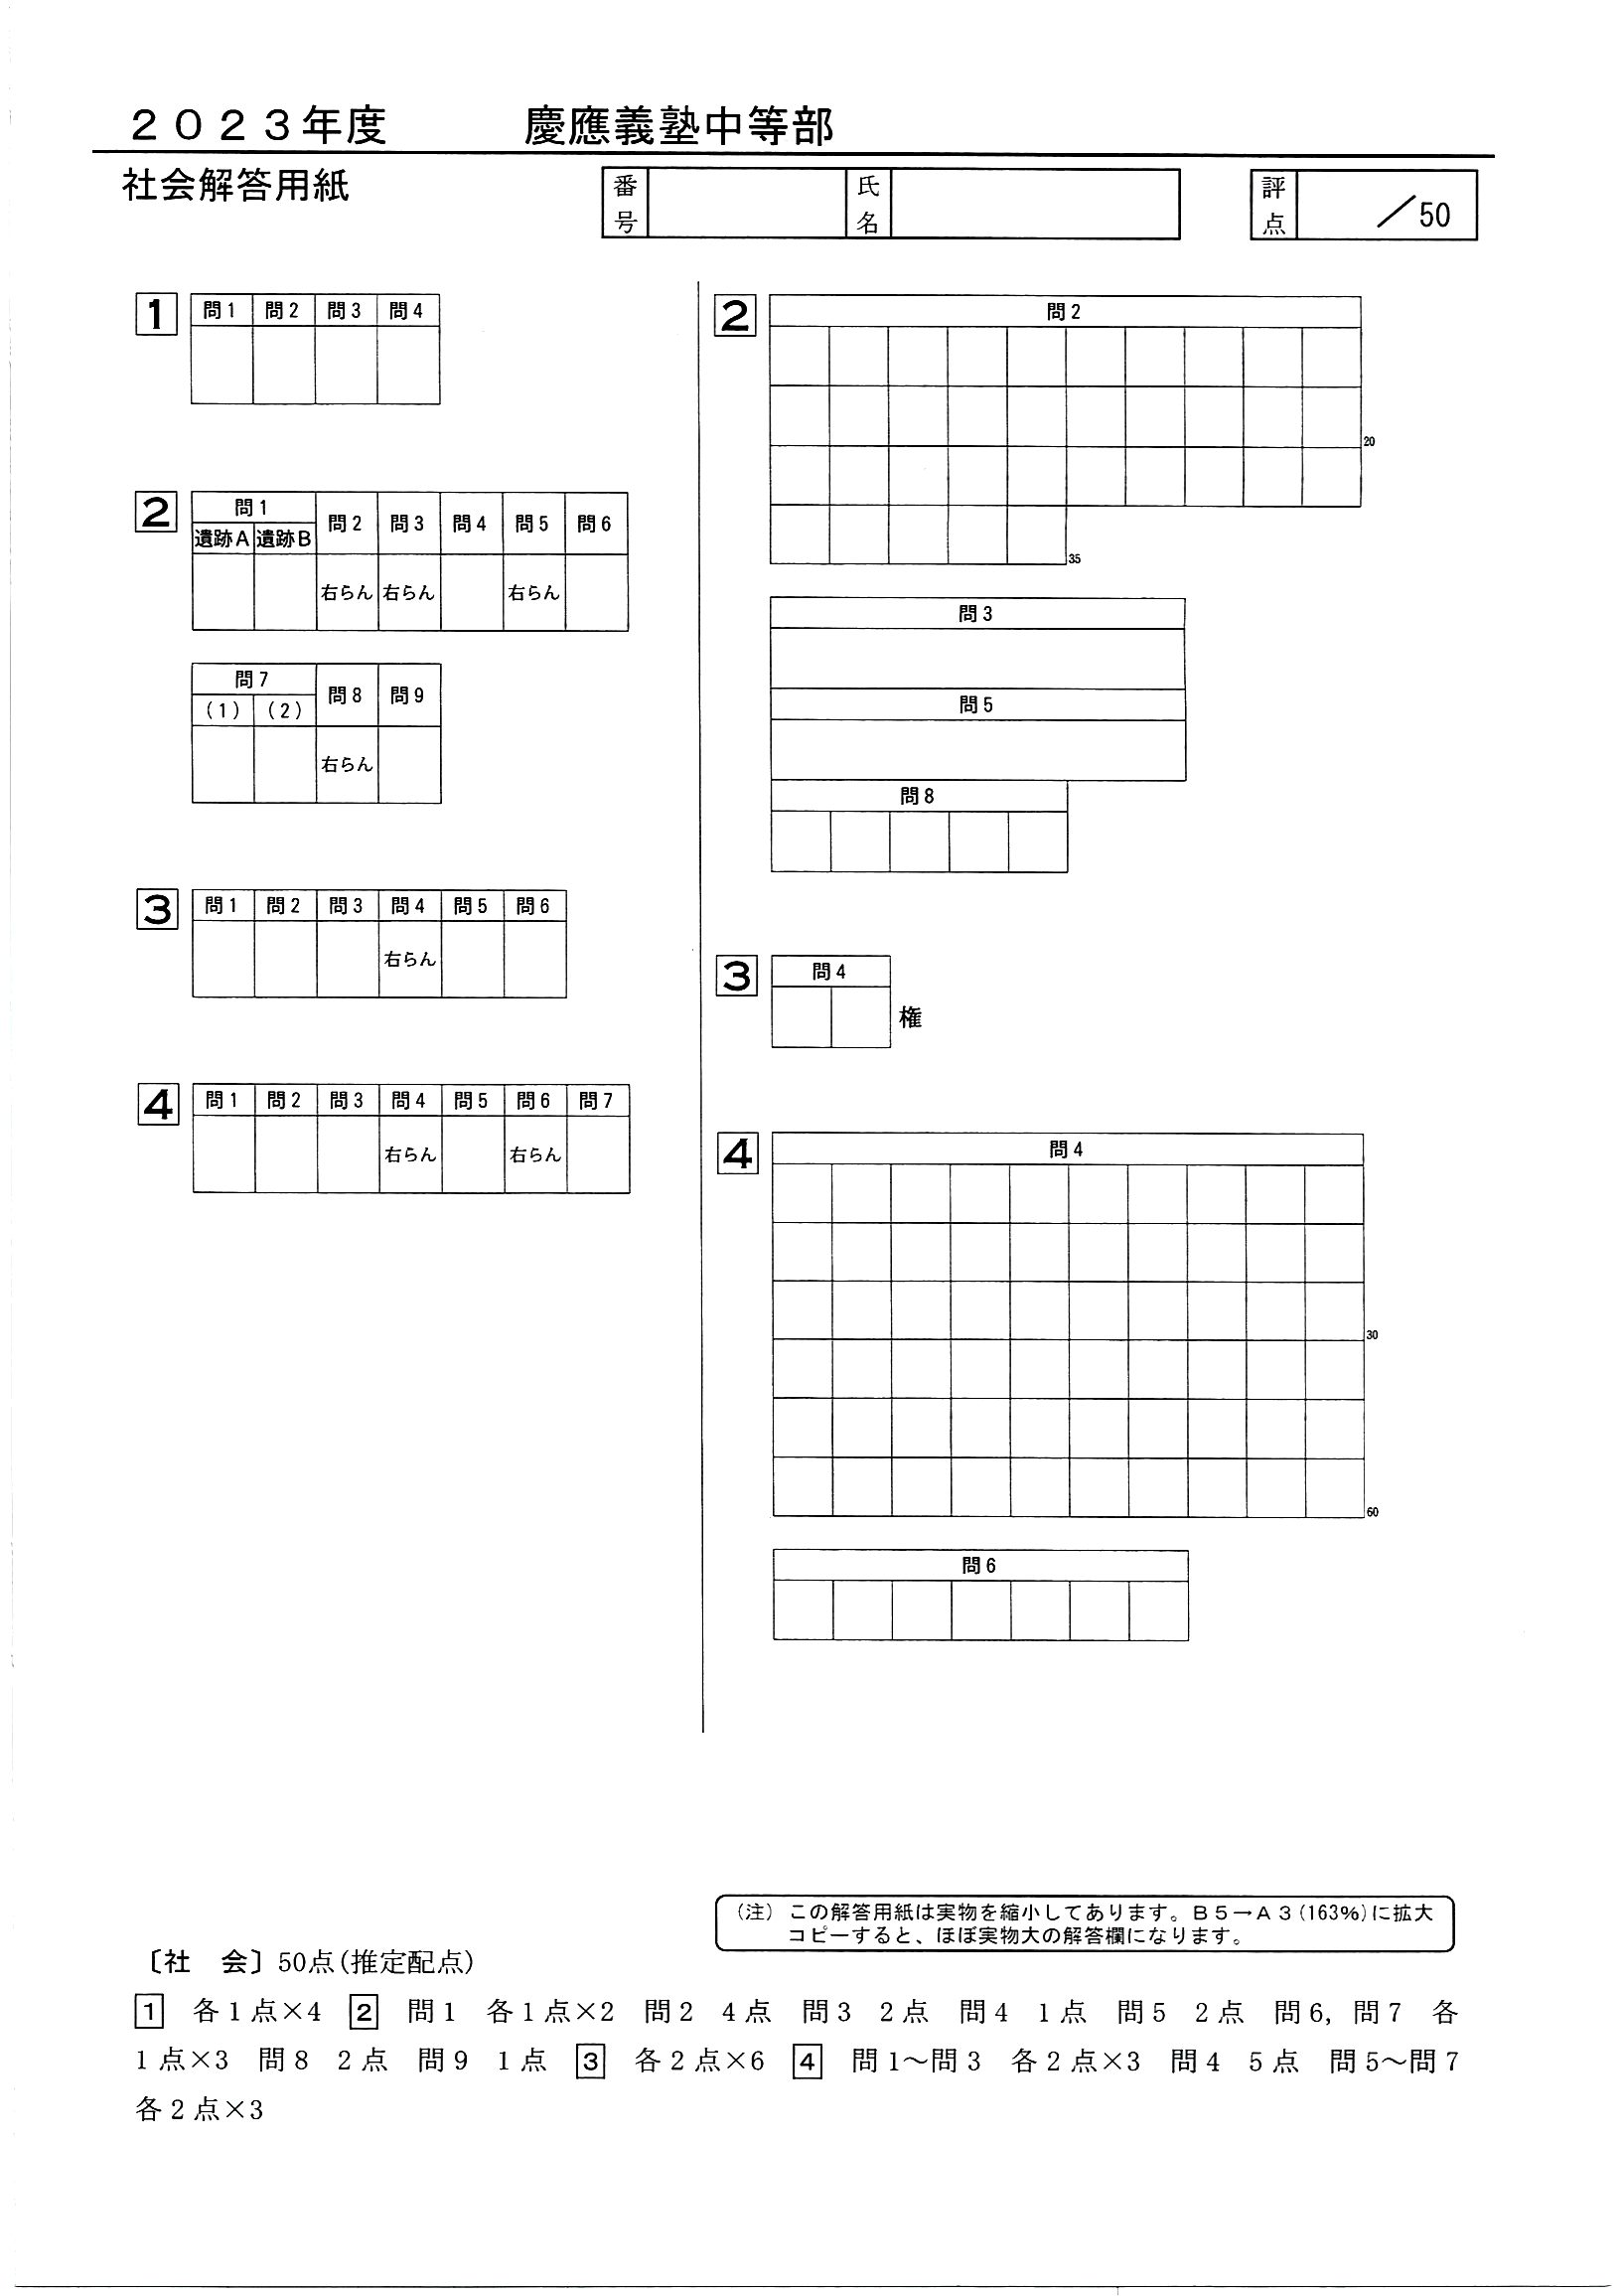 ２０２３年度　慶應義塾中等部
社会解答用紙
番号
氏名
評点
／50
1
問1 問2 問3 問4
2
問1 問2 問3 問4 問5 問6
遺跡A 遺跡B
右らん 右らん 右らん
問7 問8 問9
(1) (2)
右らん
3
問1 問2 問3 問4 問5 問6
右らん
4
問1 問2 問3 問4 問5 問6 問7
右らん 右らん
2
問2
20
35
問3
問5
問8
3
問4
権
4
問4
30
60
問6
（注）この解答用紙は実物を縮小してあります。Ｂ５→Ａ３(163%)に拡大
コピーすると、ほぼ実物大の解答欄になります。
〔社　会〕50点(推定配点)
1　各1点×4　2　問1　各1点×2　問2　4点　問3　2点　問4　1点　問5　2点　問6, 問7　各
1点×3　問8　2点　問9　1点　3　各2点×6　4　問1～問3　各2点×3　問4　5点　問5～問7
各2点×3